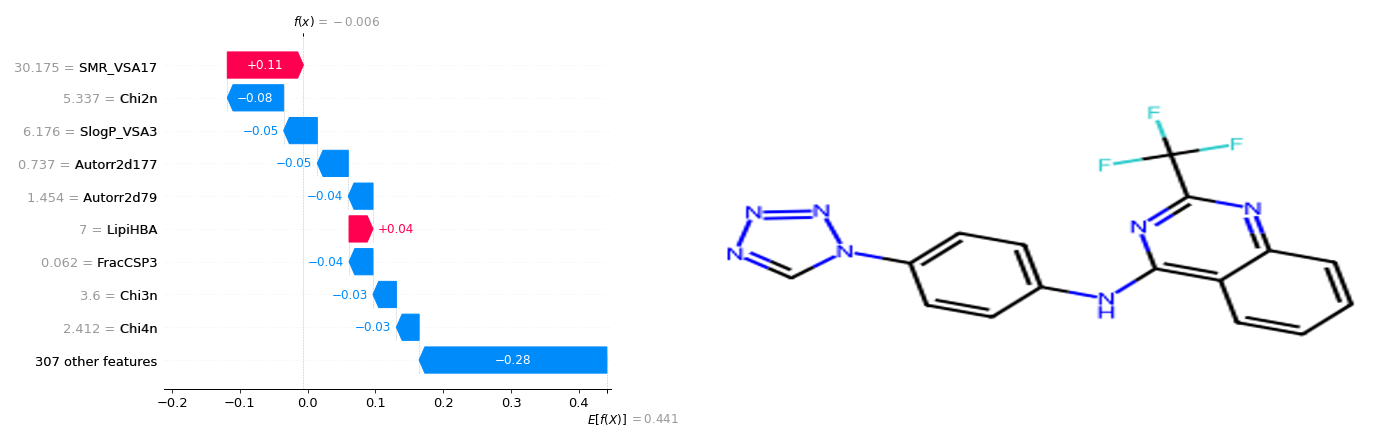 f(x) = −0.006
30.175 = SMR_VSA17
+0.11
5.337 = Chi2n
−0.08
6.176 = SlogP_VSA3
−0.05
0.737 = Autorr2d177
−0.05
1.454 = Autorr2d79
−0.04
7 = LipiHBA
+0.04
0.062 = FracCSP3
−0.04
3.6 = Chi3n
−0.03
2.412 = Chi4n
−0.03
307 other features
−0.28
−0.2 −0.1 0.0 0.1 0.2 0.3 0.4
E[f(X)] = 0.441
F
F
F
N
N
N
N
N
N
N
H